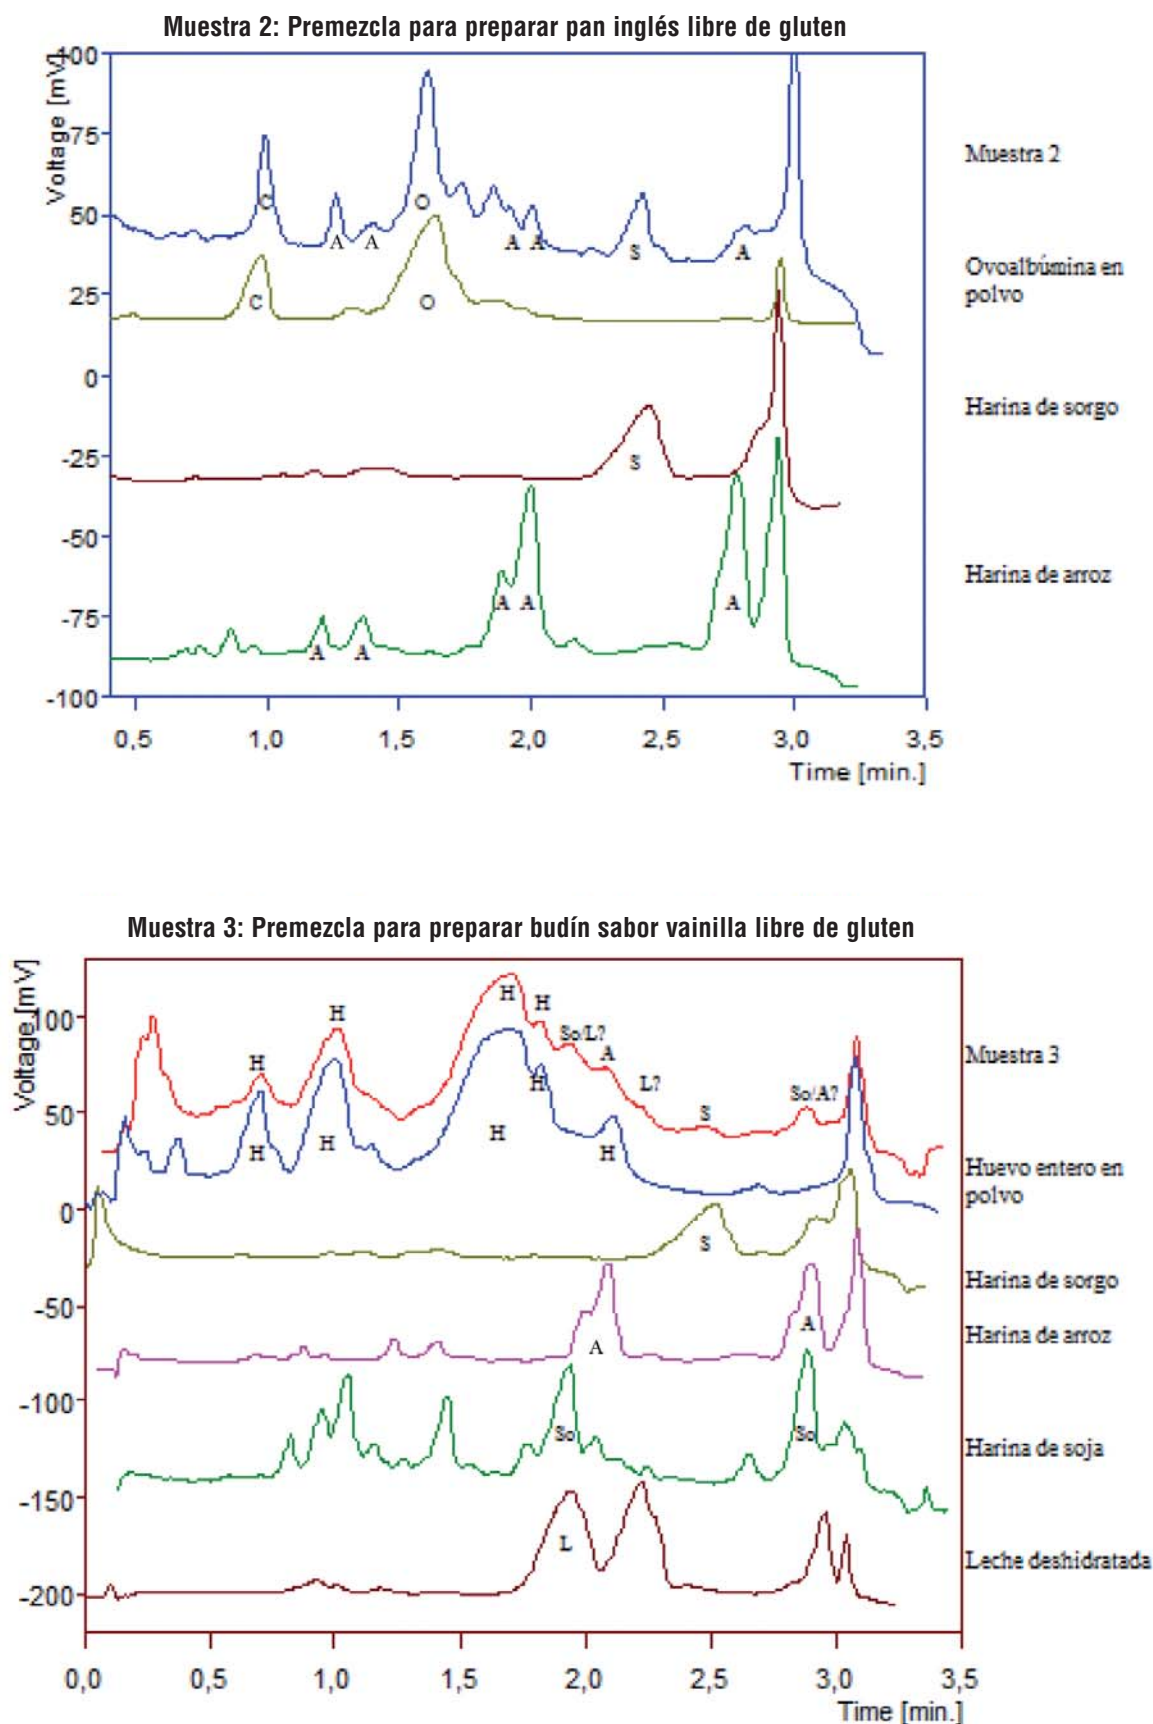 Muestra 2: Premezcla para preparar pan inglés libre de gluten
Voltage [mV]
100
75
50
25
0
-25
-50
-75
-100
C
A
A
O
A
A
S
A
Muestra 2
C
O
Ovoalbúmina en
polvo
S
Harina de sorgo
A
A
A
A
A
Harina de arroz
0,5
1,0
1,5
2,0
2,5
3,0
3,5
Time [min.]
Muestra 3: Premezcla para preparar budín sabor vainilla libre de gluten
Voltage [mV]
100
50
0
-50
-100
-150
-200
H
H
H
H
So/L?
A
L?
S
So/A?
Muestra 3
H
H
H
H
H
Huevo entero en
polvo
S
Harina de sorgo
A
A
Harina de arroz
So
So
Harina de soja
L
Leche deshidratada
0,0
0,5
1,0
1,5
2,0
2,5
3,0
3,5
Time [min.]